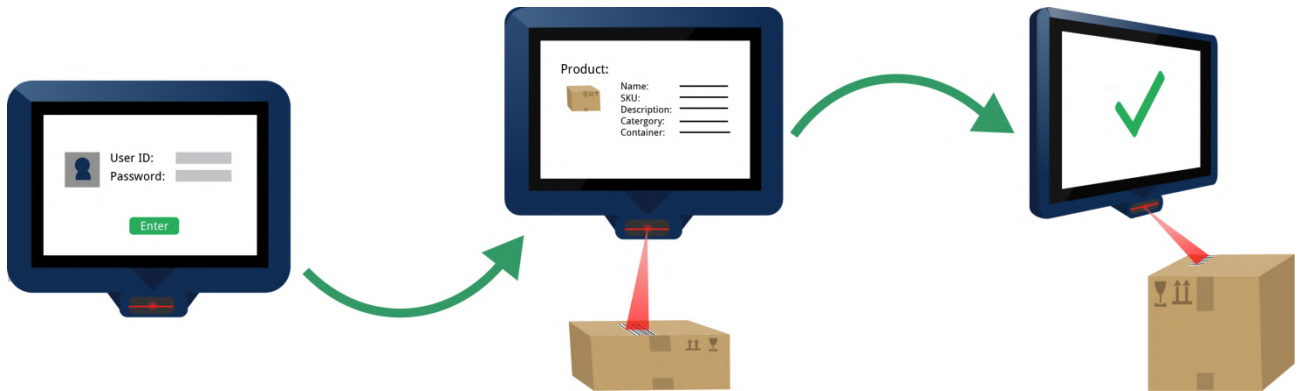 User ID:
Password:
Enter
Product:
Name:
SKU:
Description:
Catergory:
Container: